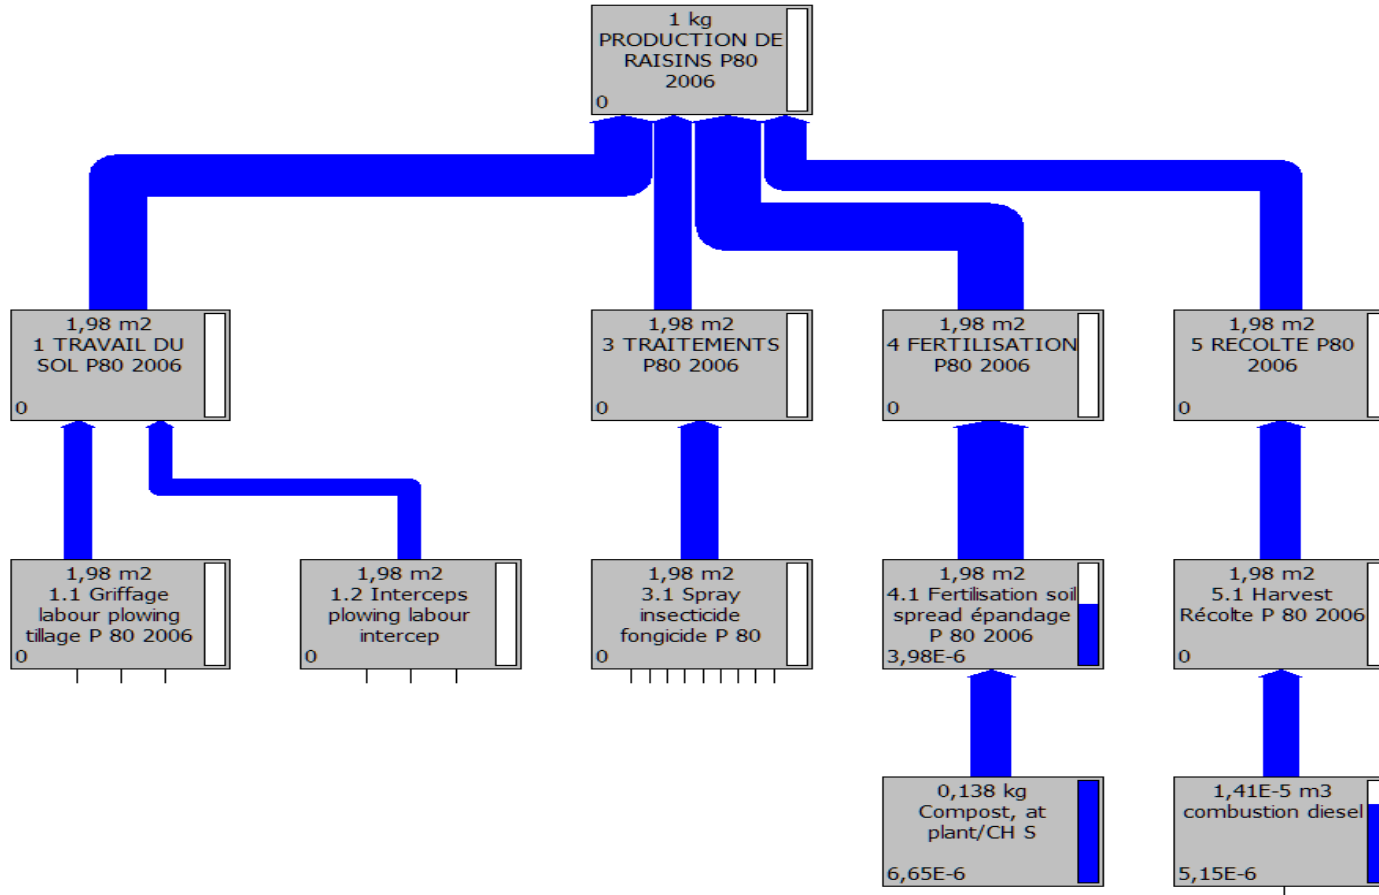 1 kg
PRODUCTION DE
RAISINS P80
2006
0
1,98 m2
1 TRAVAIL DU
SOL P80 2006
0
1,98 m2
3 TRAITEMENTS
P80 2006
0
1,98 m2
4 FERTILISATION
P80 2006
0
1,98 m2
5 RECOLTE P80
2006
0
1,98 m2
1.1 Griffage
labour plowing
tillage P 80 2006
0
1,98 m2
1.2 Interceps
plowing labour
intercep
0
1,98 m2
3.1 Spray
insecticide
fongicide P 80
0
1,98 m2
4.1 Fertilisation soil
spread épandage
P 80 2006
3,98E-6
1,98 m2
5.1 Harvest
Récolte P 80 2006
0
0,138 kg
Compost, at
plant/CH S
6,65E-6
1,41E-5 m3
combustion diesel
5,15E-6